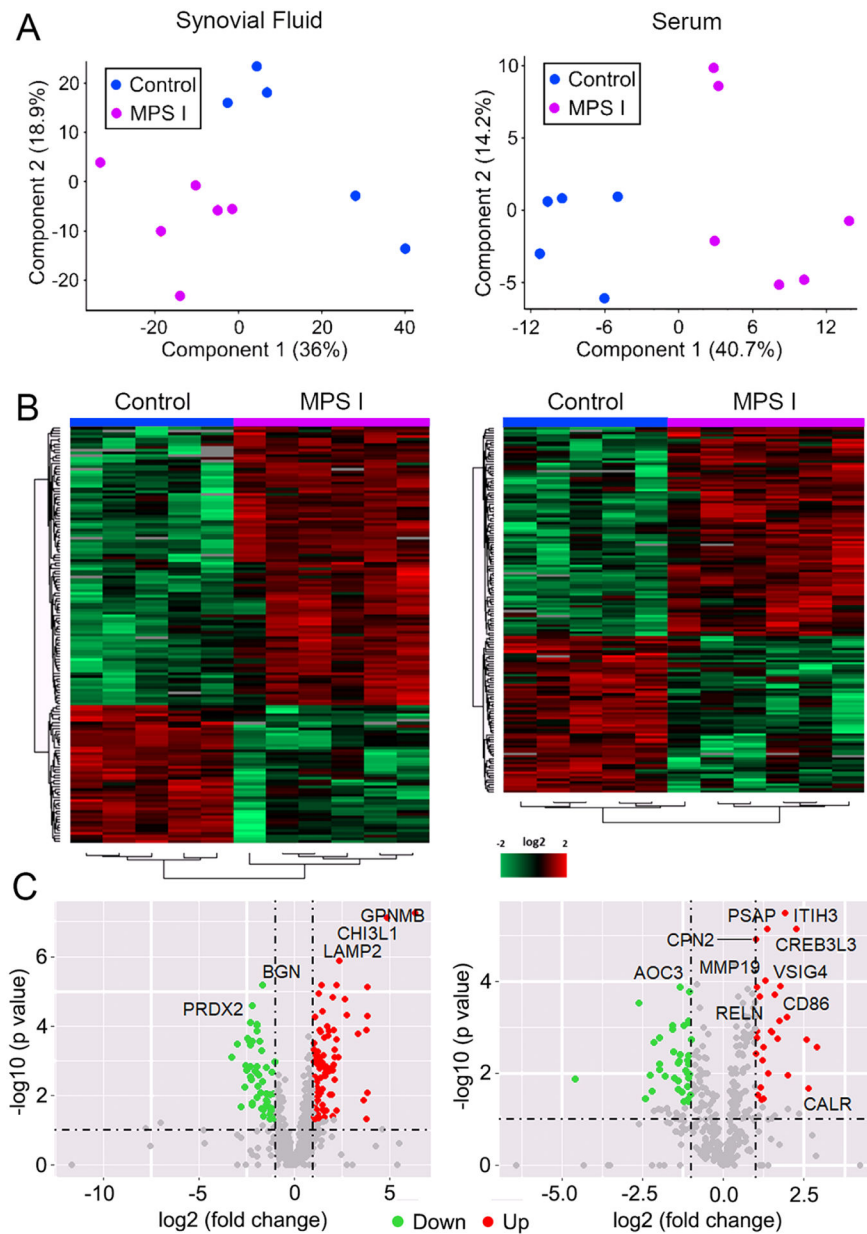 A
Synovial Fluid
Serum
Control
MPS I
20
10
0
-10
-20
Component 2 (18.9%)
-20
0
20
40
Component 1 (36%)
Control
MPS I
10
5
0
-5
Component 2 (14.2%)
-12
-6
0
6
12
Component 1 (40.7%)
B
Control
MPS I
Control
MPS I
-2
log2
2
C
GPNMB
CHI3L1
LAMP2
BGN
PRDX2
6
4
2
0
-log10 (p value)
-10
-5
0
5
log2 (fold change)
PSAP
ITIH3
CPN2
CREB3L3
AOC3
MMP19
VSIG4
RELN
CD86
CALR
4
2
0
-log10 (p value)
-5.0
-2.5
0.0
2.5
log2 (fold change)
Down
Up